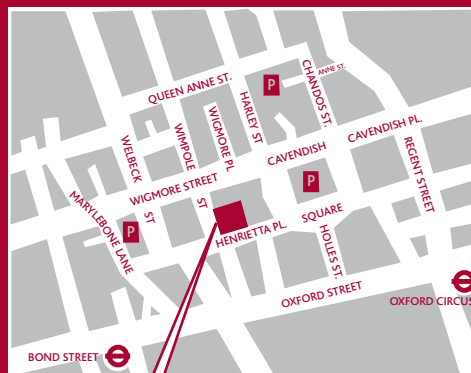 QUEEN ANNE ST.
P
ANNE ST.
CHANDOS ST.
HARLEY ST
WIGMORE PL
WIMPOLE
ST
WELBECK
ST
CAVENDISH PL.
CAVENDISH
REGENT STREET
WIGMORE STREET
P
MARYLEBONE LANE
P
SQUARE
HENRIETTA PL.
HOLLES ST.
OXFORD STREET
OXFORD CIRCUS
BOND STREET